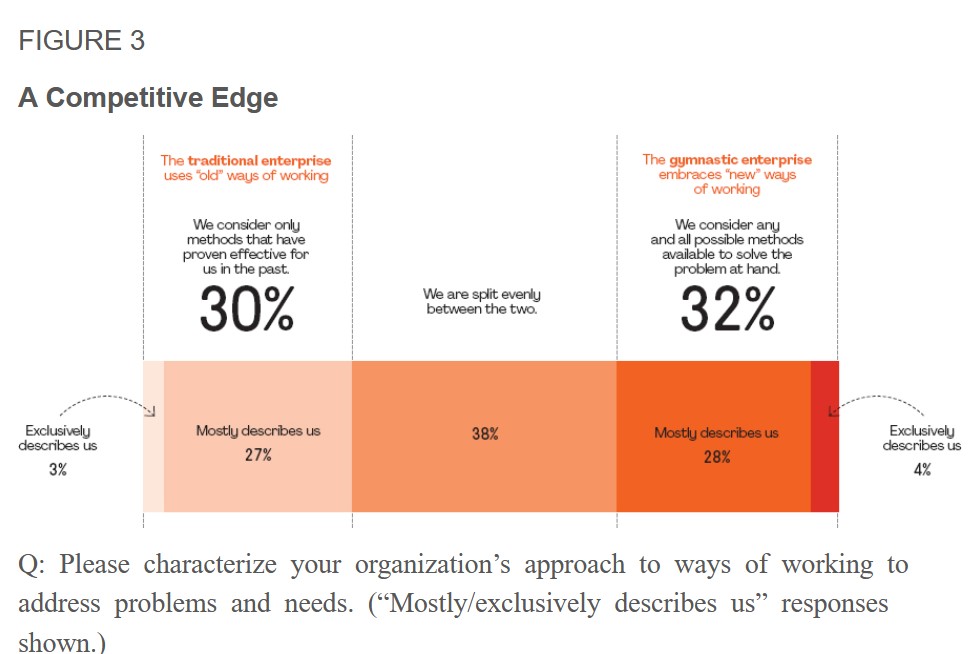 FIGURE 3
A Competitive Edge
The traditional enterprise
uses “old” ways of working
We consider only
methods that have
proven effective for
us in the past.
30%
We are split evenly
between the two.
The gymnastic enterprise
embraces “new” ways
of working
We consider any
and all possible methods
available to solve the
problem at hand.
32%
Exclusively
describes us
3%
Mostly describes us
27%
38%
Mostly describes us
28%
Exclusively
describes us
4%
Q: Please characterize your organization’s approach to ways of working to
address problems and needs. (“Mostly/exclusively describes us” responses
shown.)